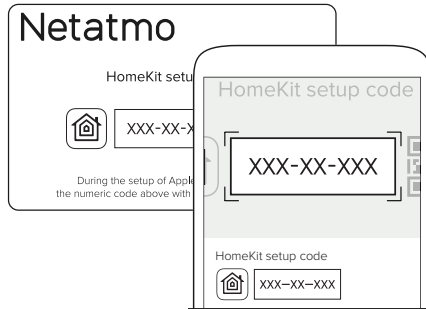 Netatmo
HomeKit setu
XXX-XX-X
During the setup of Apple
the numeric code above with
HomeKit setup code
XXX-XX-XXX
HomeKit setup code
XXX–XX–XXX